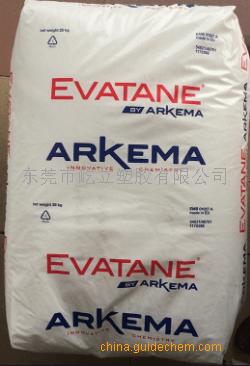 net weight 25 kg
EVATANE®
BY ARKEMA
ARKEMA
INNOVATIVE CHEMISTRY
东莞市屹立塑胶有限公司
net weight 25 kg
EVATANE®
BY ARKEMA
ARKEMA
INNOVATIVE CHEMISTRY
china.guidechem.com